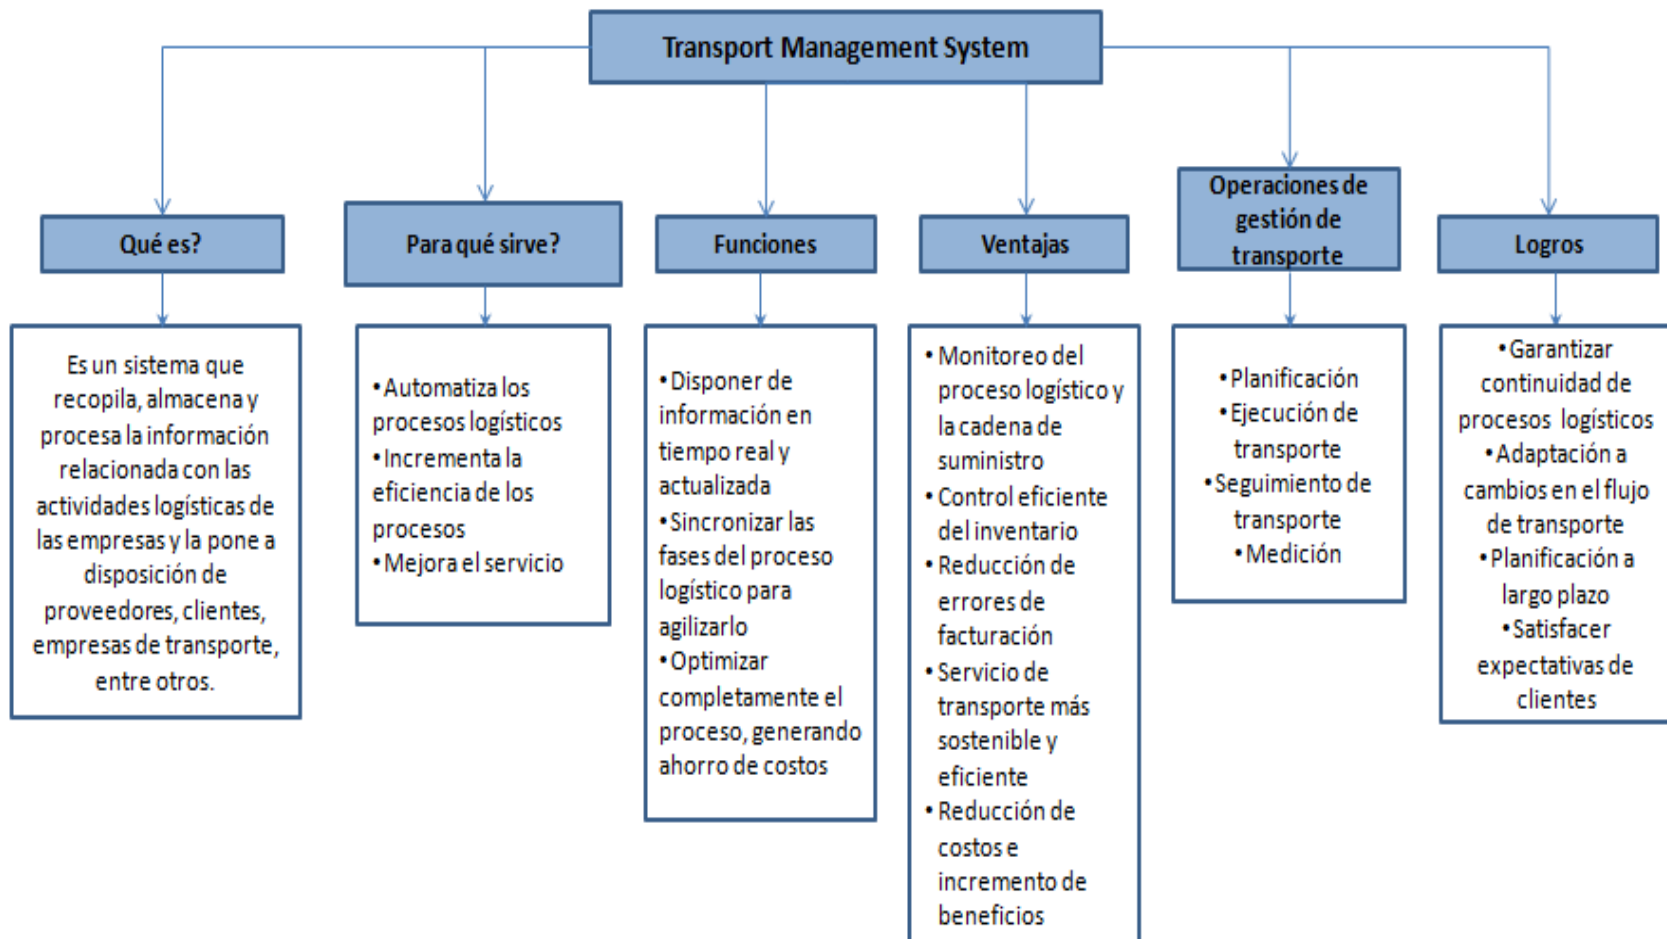 Transport Management System
Qué es?
Es un sistema que
recopila, almacena y
procesa la información
relacionada con las
actividades logísticas de
las empresas y la pone a
disposición de
proveedores, clientes,
empresas de transporte,
entre otros.
Para qué sirve?
•Automatiza los
procesos logísticos
•Incrementa la
eficiencia de los
procesos
•Mejora el servicio
Funciones
•Disponer de
información en
tiempo real y
actualizada
•Sincronizar las
fases del proceso
logístico para
agilizarlo
•Optimizar
completamente el
proceso, generando
ahorro de costos
Ventajas
• Monitoreo del
proceso logístico y
la cadena de
suministro
• Control eficiente
del inventario
• Reducción de
errores de
facturación
• Servicio de
transporte más
sostenible y
eficiente
• Reducción de
costos e
incremento de
beneficios
Operaciones de
gestión de
transporte
•Planificación
•Ejecución de
transporte
•Seguimiento de
transporte
•Medición
Logros
•Garantizar
continuidad de
procesos logísticos
•Adaptación a
cambios en el flujo
de transporte
•Planificación a
largo plazo
•Satisfacer
expectativas de
clientes